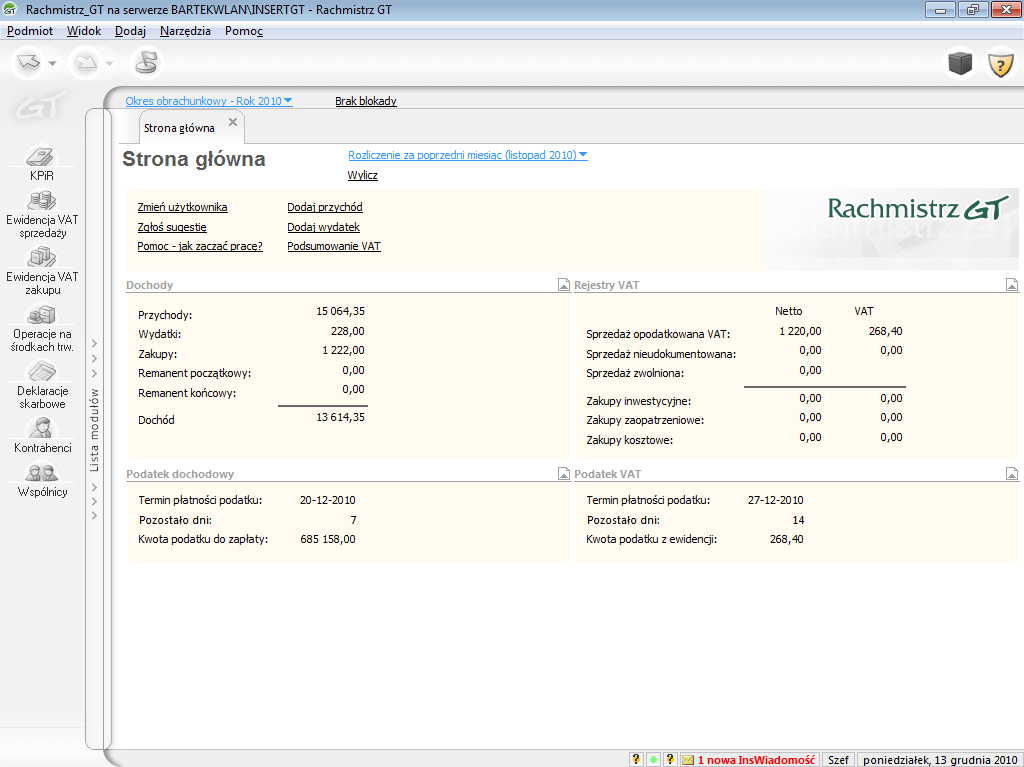 Rachmistrz_GT na serwerze BARTEKWLAN\INSERTGT - Rachmistrz GT
Podmiot Widok Dodaj Narzędzia Pomoc
GT
Okres obrachunkowy - Rok 2010 Brak blokady
Strona główna
Strona główna
Rozliczenie za poprzedni miesiąc (listopad 2010)
Wylicz
KPiR
Ewidencja VAT
sprzedaży
Ewidencja VAT
zakupu
Operacje na
środkach trw.
Deklaracje
skarbowe
Kontrahenci
Wspólnicy
Lista modułów
Zmień użytkownika Dodaj przychód
Zgłoś sugestie Dodaj wydatek
Pomoc - jak zacząć pracę? Podsumowanie VAT
Rachmistrz GT
Dochody
Przychody: 15 064,35
Wydatki: 228,00
Zakupy: 1 222,00
Remanent początkowy: 0,00
Remanent końcowy: 0,00
Dochód 13 614,35
Rejestry VAT
Netto VAT
Sprzedaż opodatkowana VAT: 1 220,00 268,40
Sprzedaż nieudokumentowana: 0,00 0,00
Sprzedaż zwolniona: 0,00
Zakupy inwestycyjne: 0,00 0,00
Zakupy zaopatrzeniowe: 0,00 0,00
Zakupy kosztowe: 0,00 0,00
Podatek dochodowy
Termin płatności podatku: 20-12-2010
Pozostało dni: 7
Kwota podatku do zapłaty: 685 158,00
Podatek VAT
Termin płatności podatku: 27-12-2010
Pozostało dni: 14
Kwota podatku z ewidencji: 268,40
1 nowa InsWiadomość Szef poniedziałek, 13 grudnia 2010